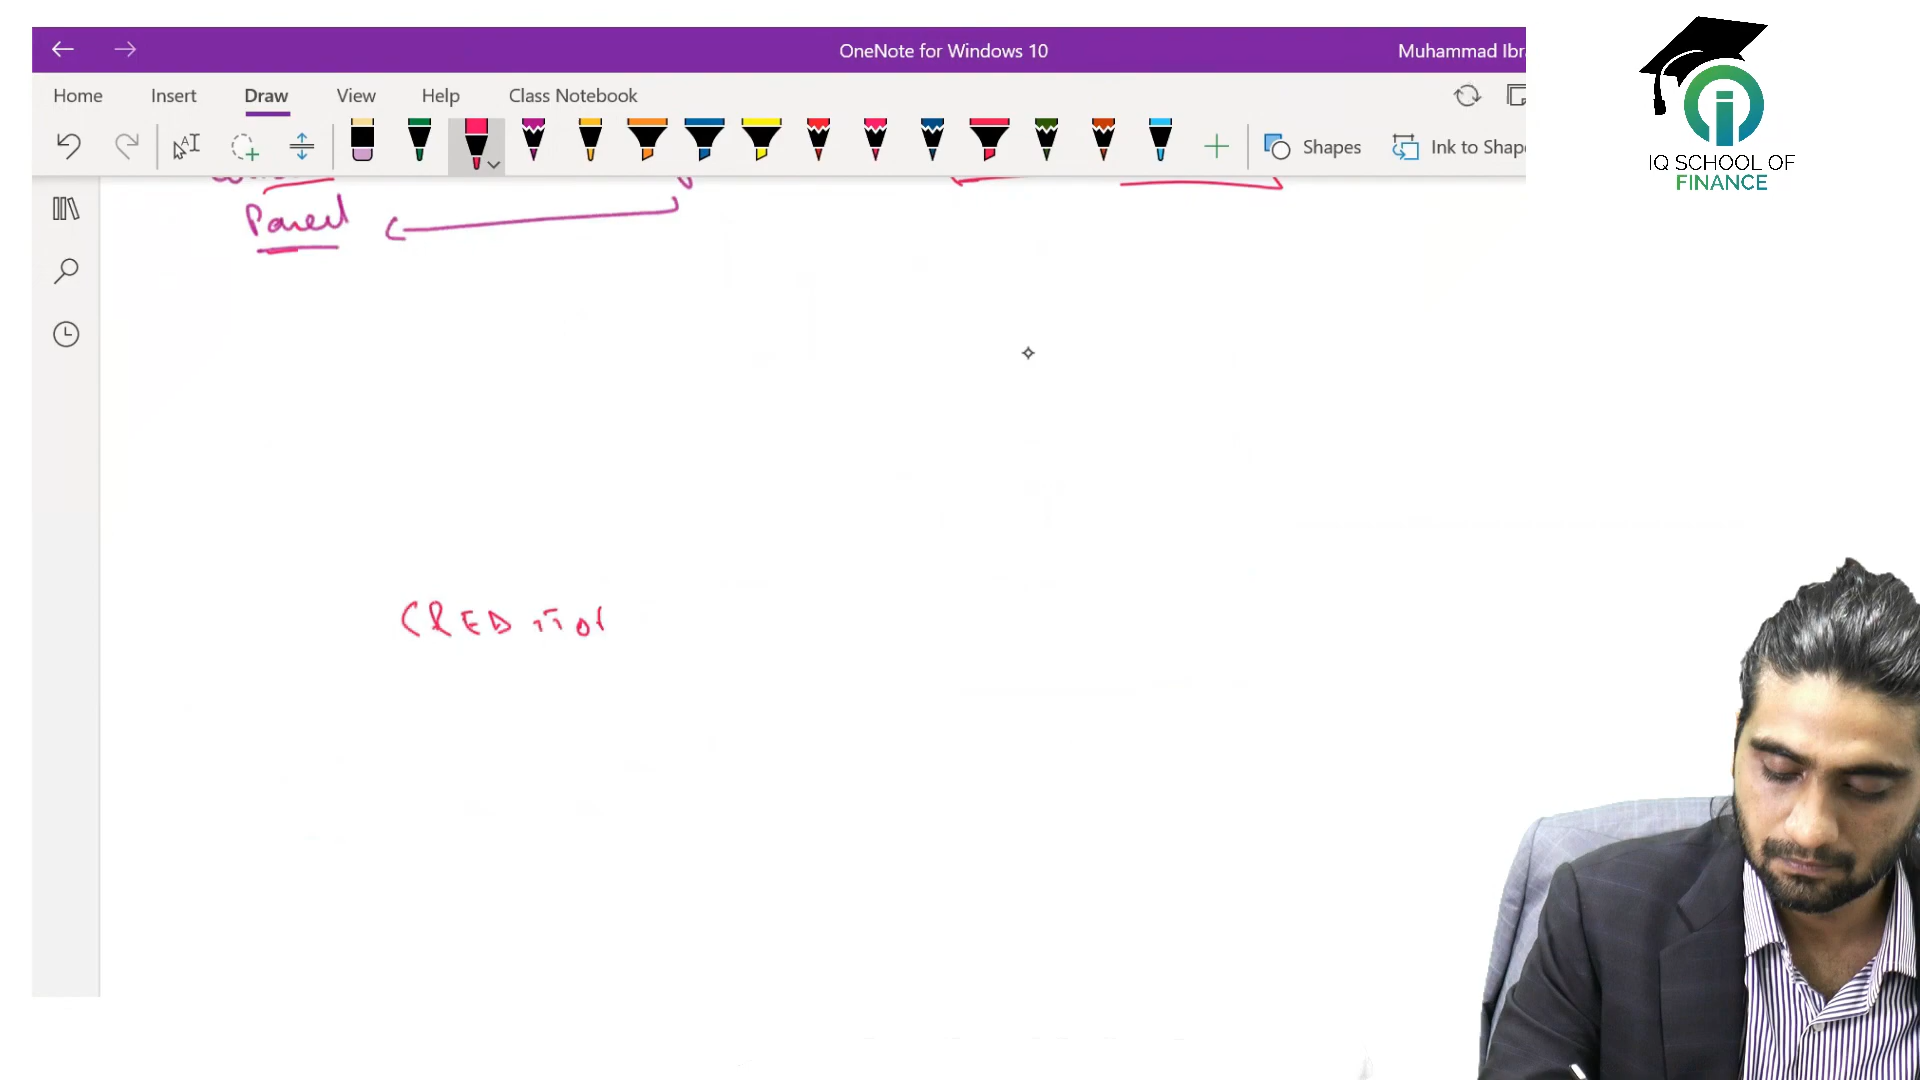 OneNote for Windows 10
Muhammad Ibr
Home Insert Draw View Help Class Notebook
Shapes
Ink to Shap
IQ SCHOOL OF
FINANCE
Parent
CREDITOR